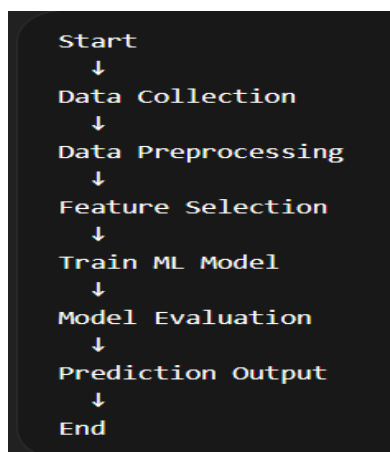 Start
↓
Data Collection
↓
Data Preprocessing
↓
Feature Selection
↓
Train ML Model
↓
Model Evaluation
↓
Prediction Output
↓
End